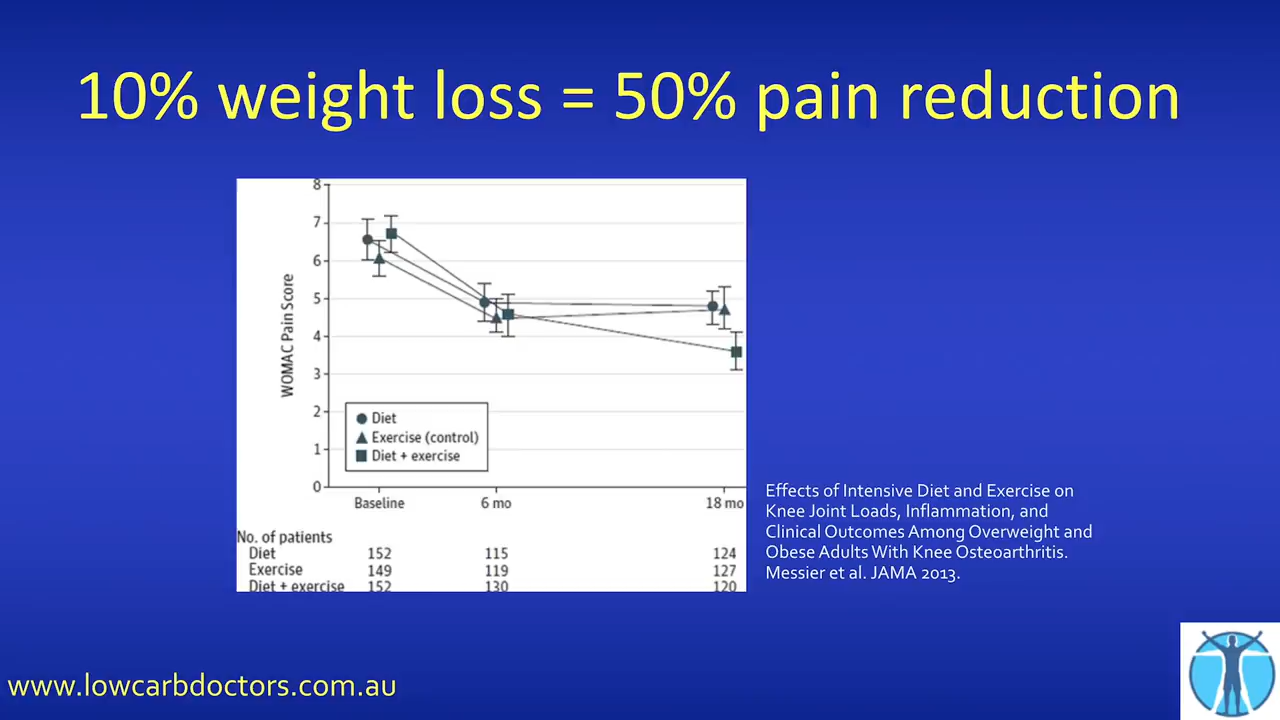 10% weight loss = 50% pain reduction
8
7
6
5
4
3
2
1
0
WOMAC Pain Score
Diet
Exercise (control)
Diet + exercise
Baseline 6 mo 18 mo
No. of patients
Diet 152 115 124
Exercise 149 119 127
Diet + exercise 152 130 120
Effects of Intensive Diet and Exercise on
Knee Joint Loads, Inflammation, and
Clinical Outcomes Among Overweight and
Obese Adults With Knee Osteoarthritis.
Messier et al. JAMA 2013.
www.lowcarbdoctors.com.au